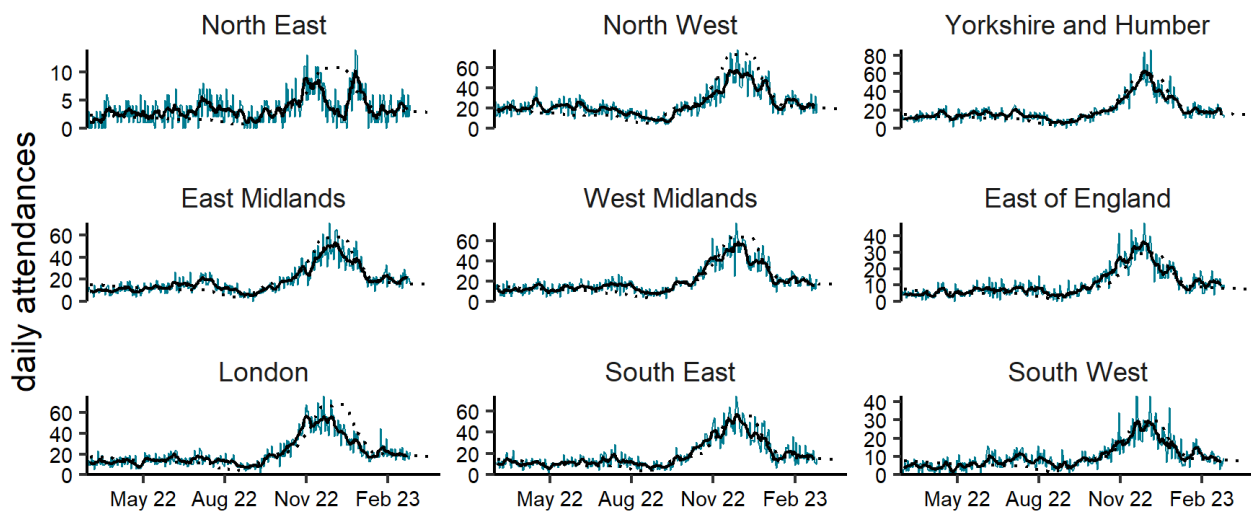 daily attendances
North East
10
5
0
North West
60
40
20
0
Yorkshire and Humber
80
60
40
20
0
East Midlands
60
40
20
0
West Midlands
60
40
20
0
East of England
40
30
20
10
0
London
60
40
20
0
South East
60
40
20
0
South West
40
30
20
10
0
May 22 Aug 22 Nov 22 Feb 23
May 22 Aug 22 Nov 22 Feb 23
May 22 Aug 22 Nov 22 Feb 23